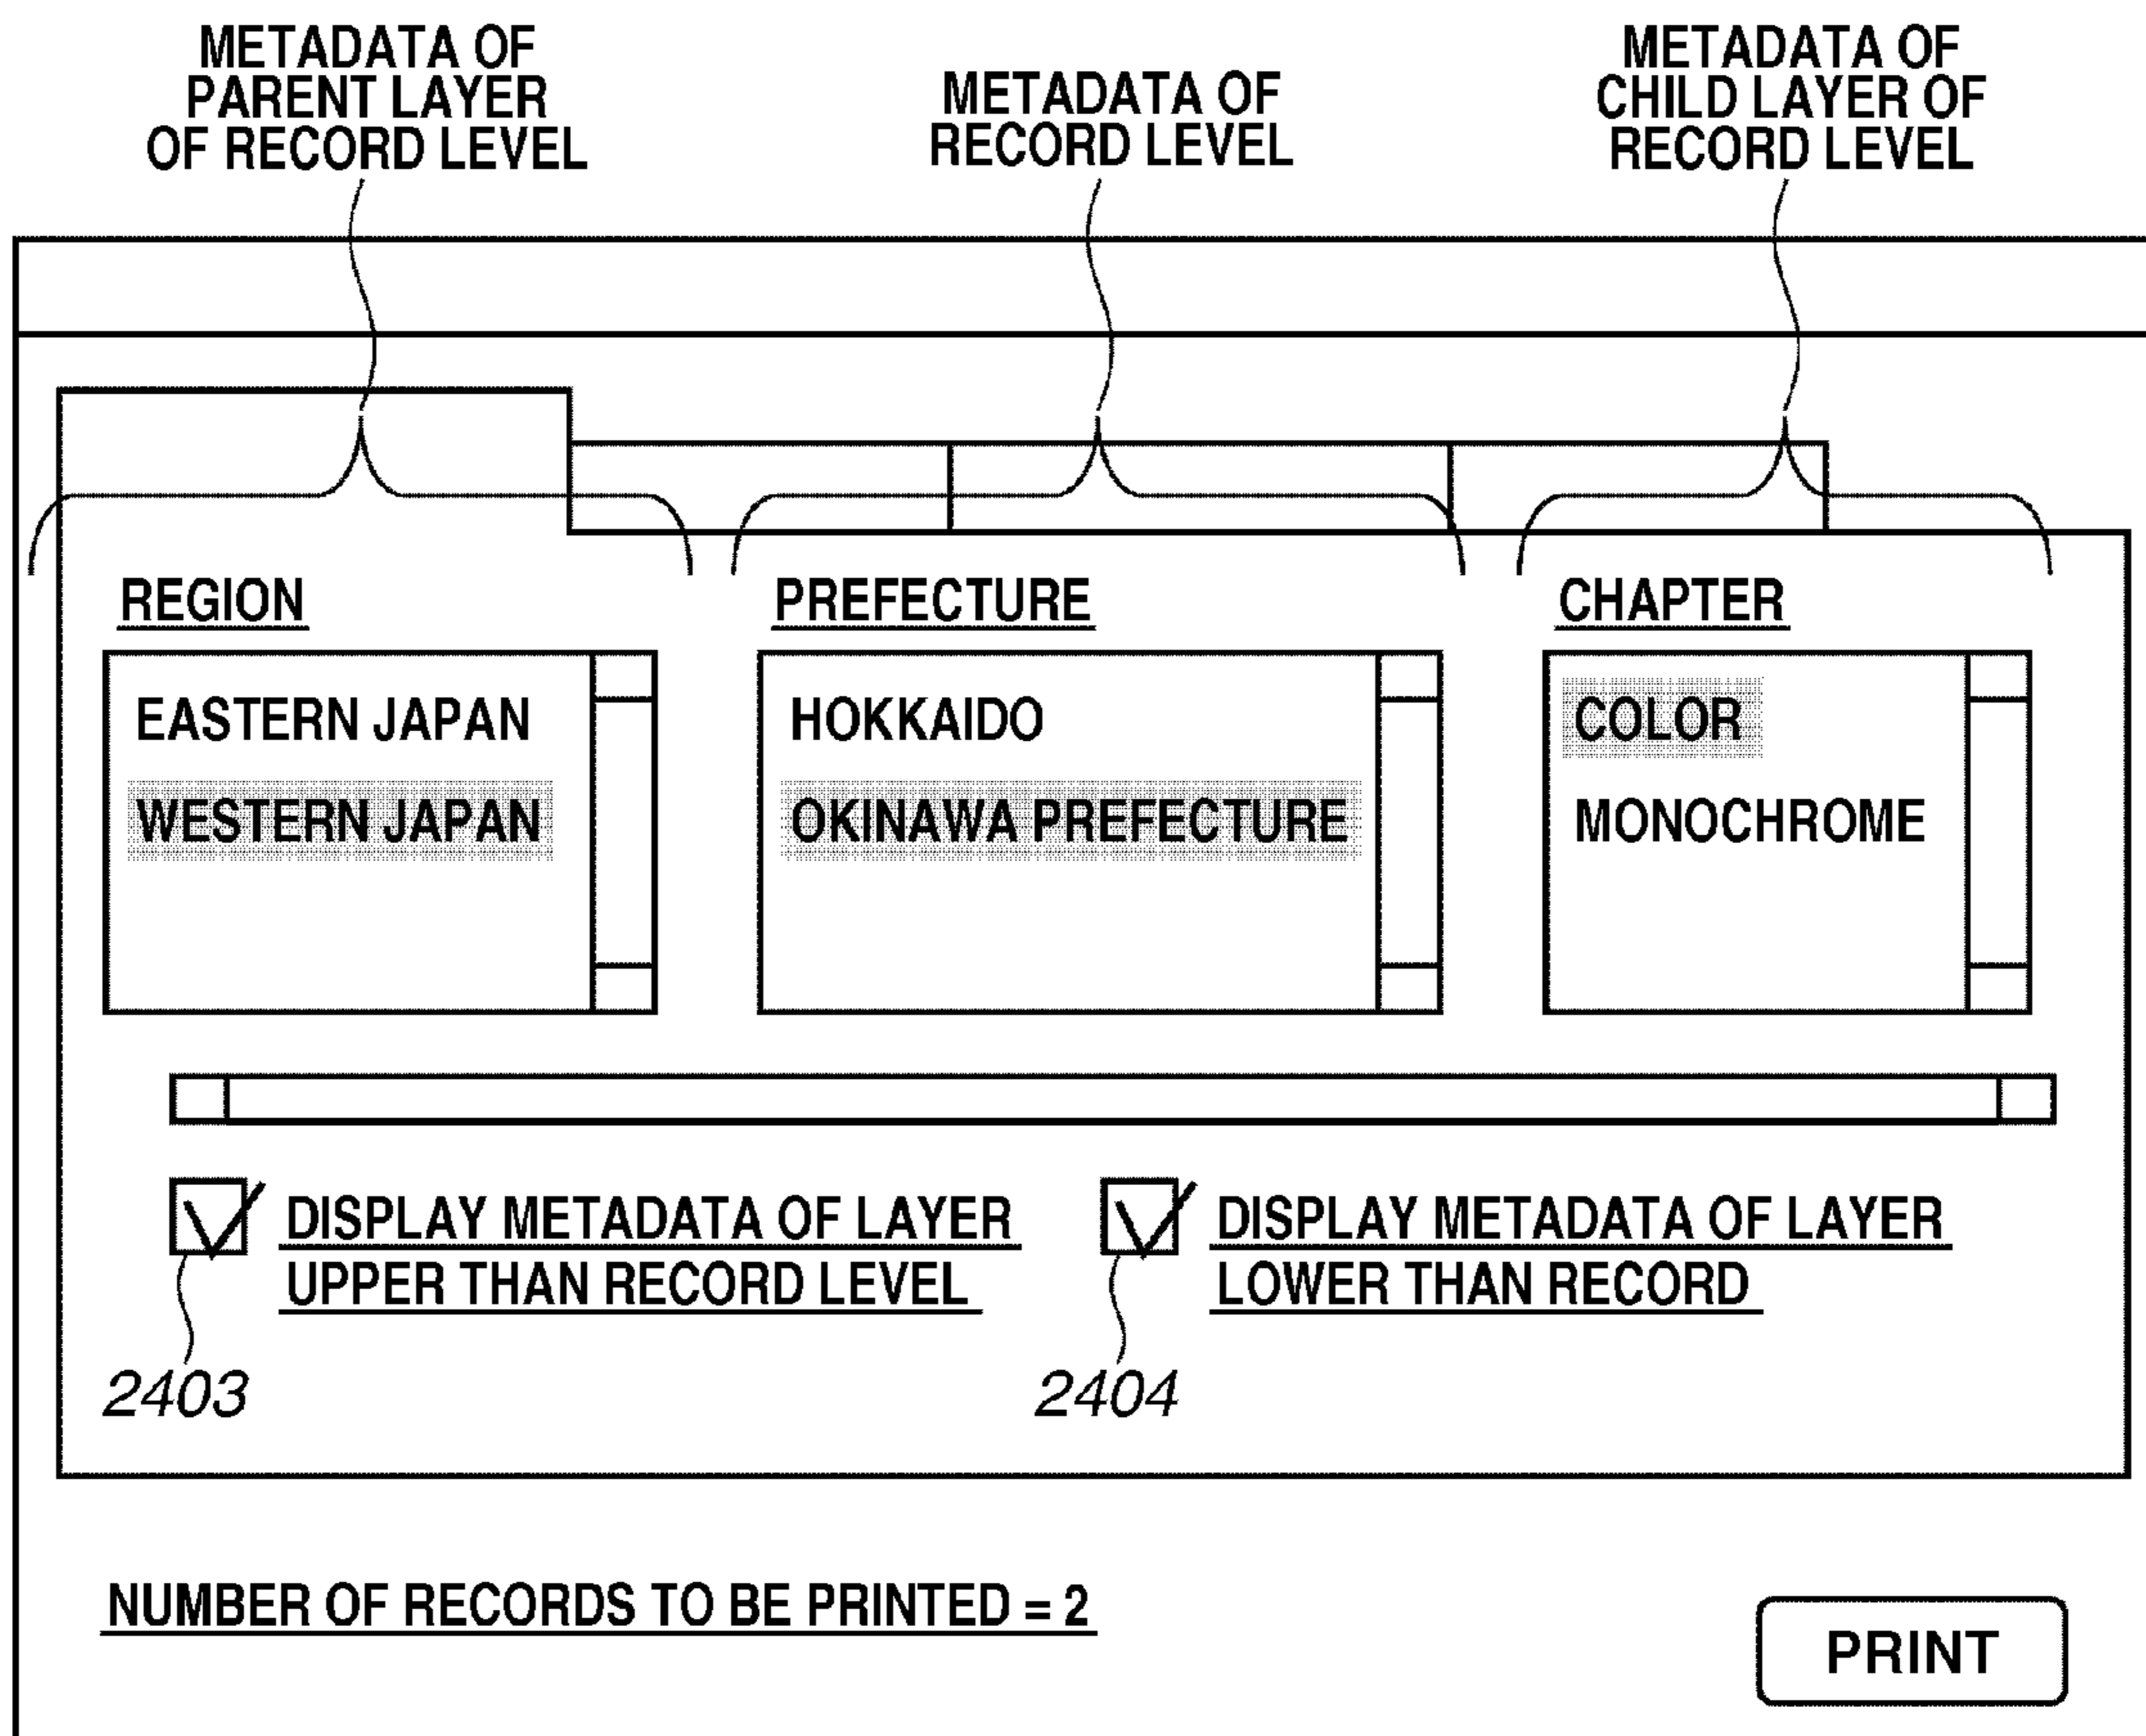 METADATA OF
PARENT LAYER
OF RECORD LEVEL
METADATA OF
RECORD LEVEL
METADATA OF
CHILD LAYER OF
RECORD LEVEL
REGION
EASTERN JAPAN
WESTERN JAPAN
PREFECTURE
HOKKAIDO
OKINAWA PREFECTURE
CHAPTER
COLOR
MONOCHROME
DISPLAY METADATA OF LAYER
UPPER THAN RECORD LEVEL
2403
DISPLAY METADATA OF LAYER
LOWER THAN RECORD
2404
NUMBER OF RECORDS TO BE PRINTED = 2
PRINT